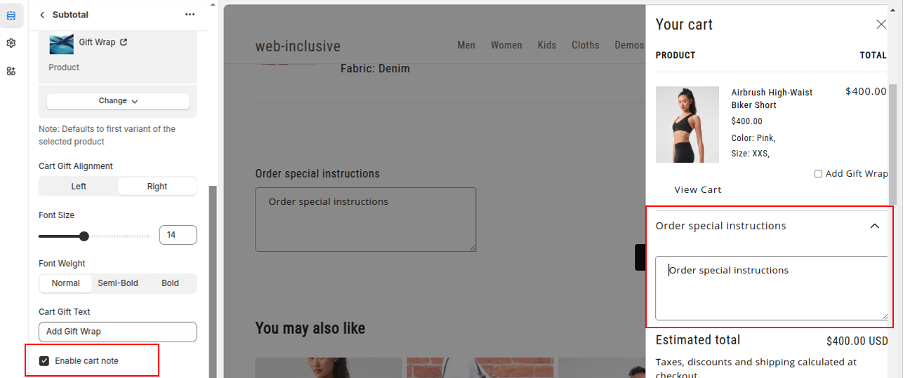 Subtotal
Gift Wrap
Product
Change
Note: Defaults to first variant of the
selected product
Cart Gift Alignment
Left Right
Font Size
14
Font Weight
Normal Semi-Bold Bold
Cart Gift Text
Add Gift Wrap
Enable cart note
web-inclusive
Men Women Kids Cloths Demos
Fabric: Denim
Order special instructions
Order special instructions
You may also like
Your cart
PRODUCT TOTAL
Airbrush High-Waist
Biker Short
$400.00
$400.00
Color: Pink,
Size: XXS,
Add Gift Wrap
View Cart
Order special instructions
Order special instructions
Estimated total $400.00 USD
Taxes, discounts and shipping calculated at
checkout